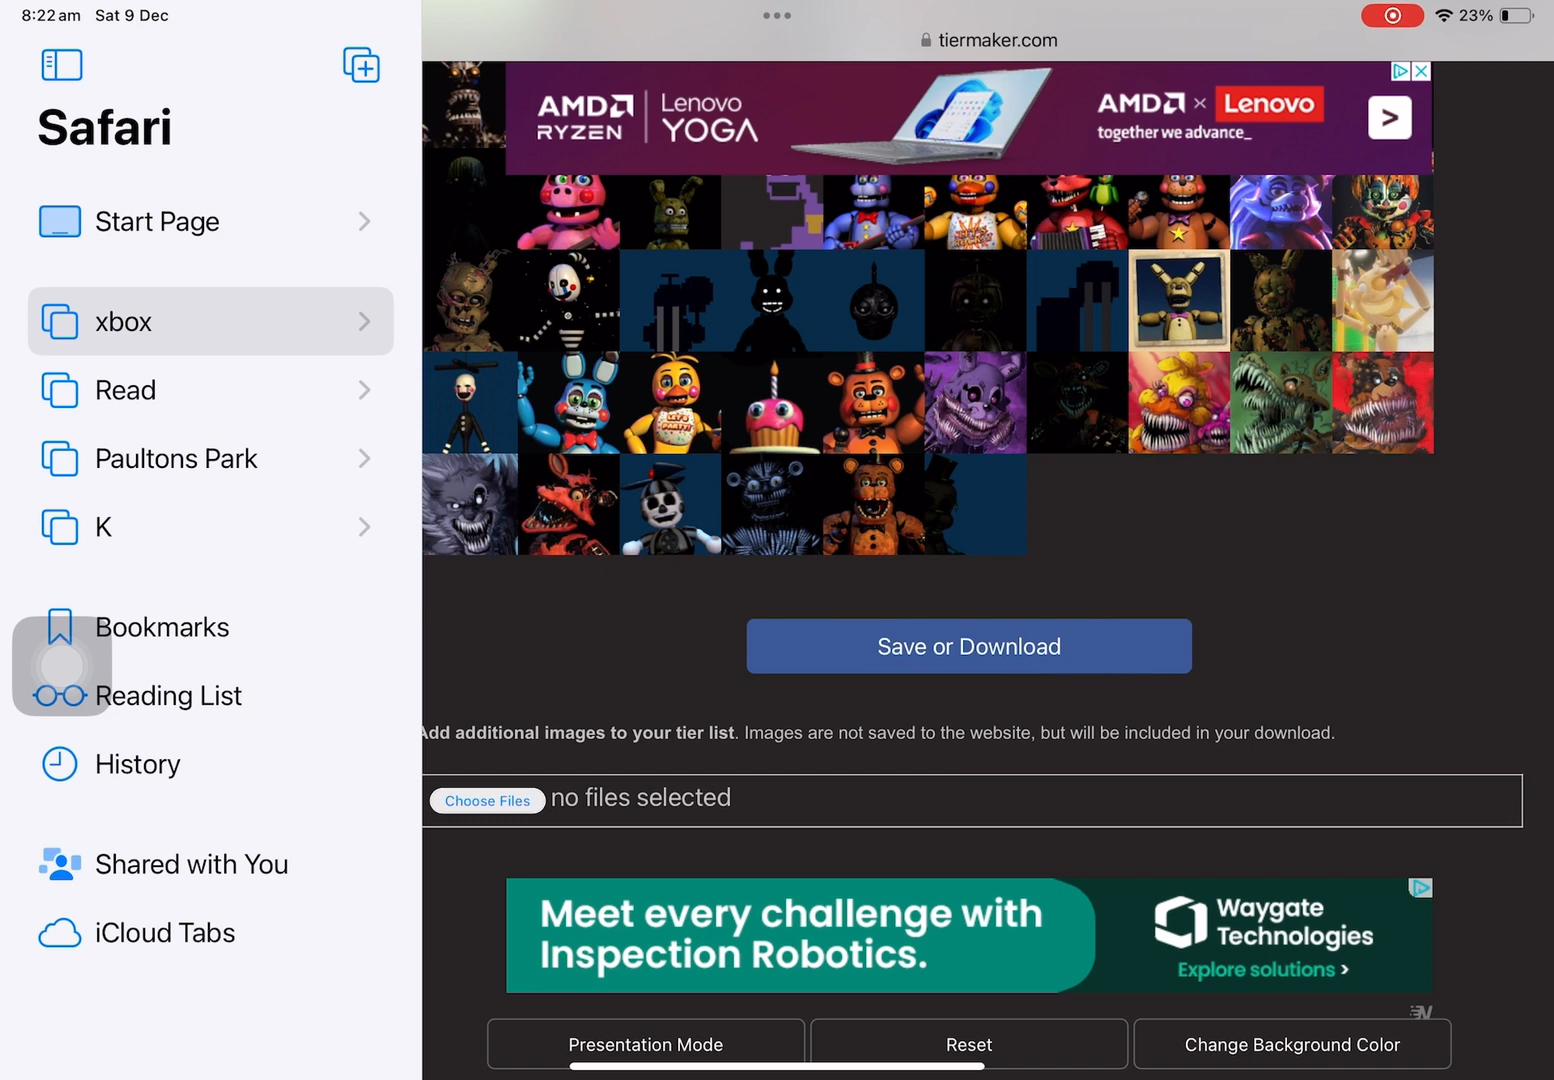 8:22 am Sat 9 Dec
23%
tiermaker.com
Safari
Start Page
xbox
Read
Paultons Park
K
Bookmarks
Reading List
History
Shared with You
iCloud Tabs
AMD
RYZEN
Lenovo
YOGA
AMD × Lenovo
together we advance_
LET'S
PARTY!
Save or Download
Add additional images to your tier list. Images are not saved to the website, but will be included in your download.
Choose Files no files selected
Meet every challenge with
Inspection Robotics.
Waygate
Technologies
Explore solutions >
Presentation Mode
Reset
Change Background Color